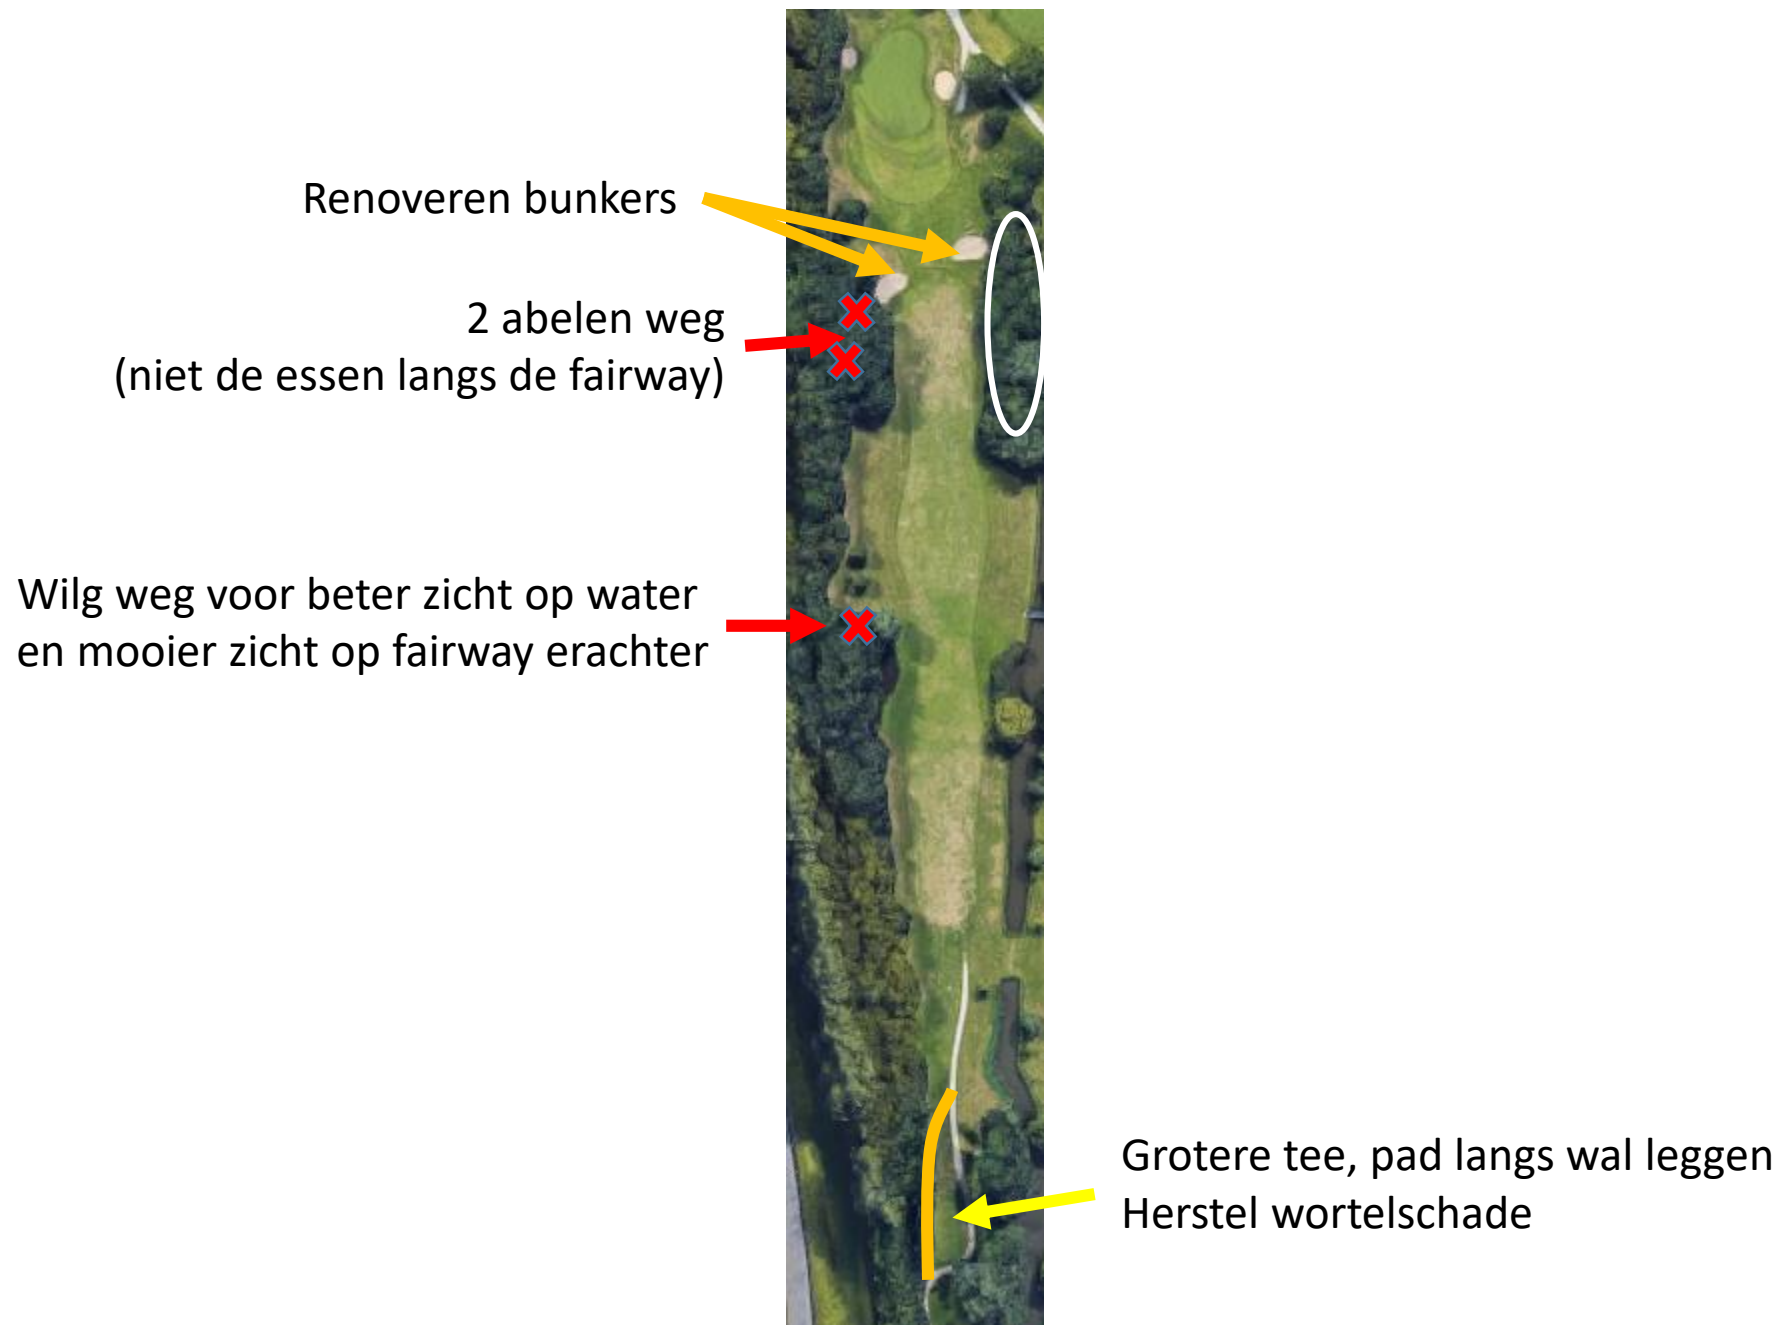 Renoveren bunkers
2 abelen weg
(niet de essen langs de fairway)
Wilg weg voor beter zicht op water
en mooier zicht op fairway erachter
Grotere tee, pad langs wal leggen
Herstel wortelschade